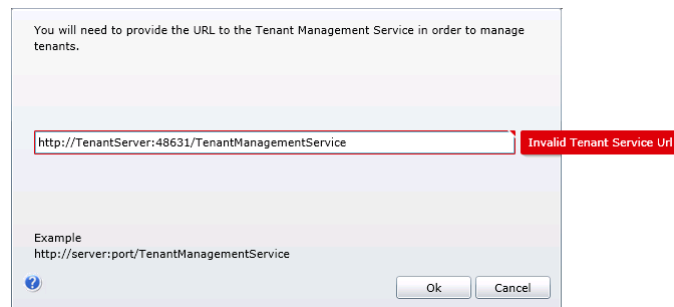 You will need to provide the URL to the Tenant Management Service in order to manage
tenants.
http://TenantServer:48631/TenantManagementService
Invalid Tenant Service Url
Example
http://server:port/TenantManagementService
?
Ok
Cancel